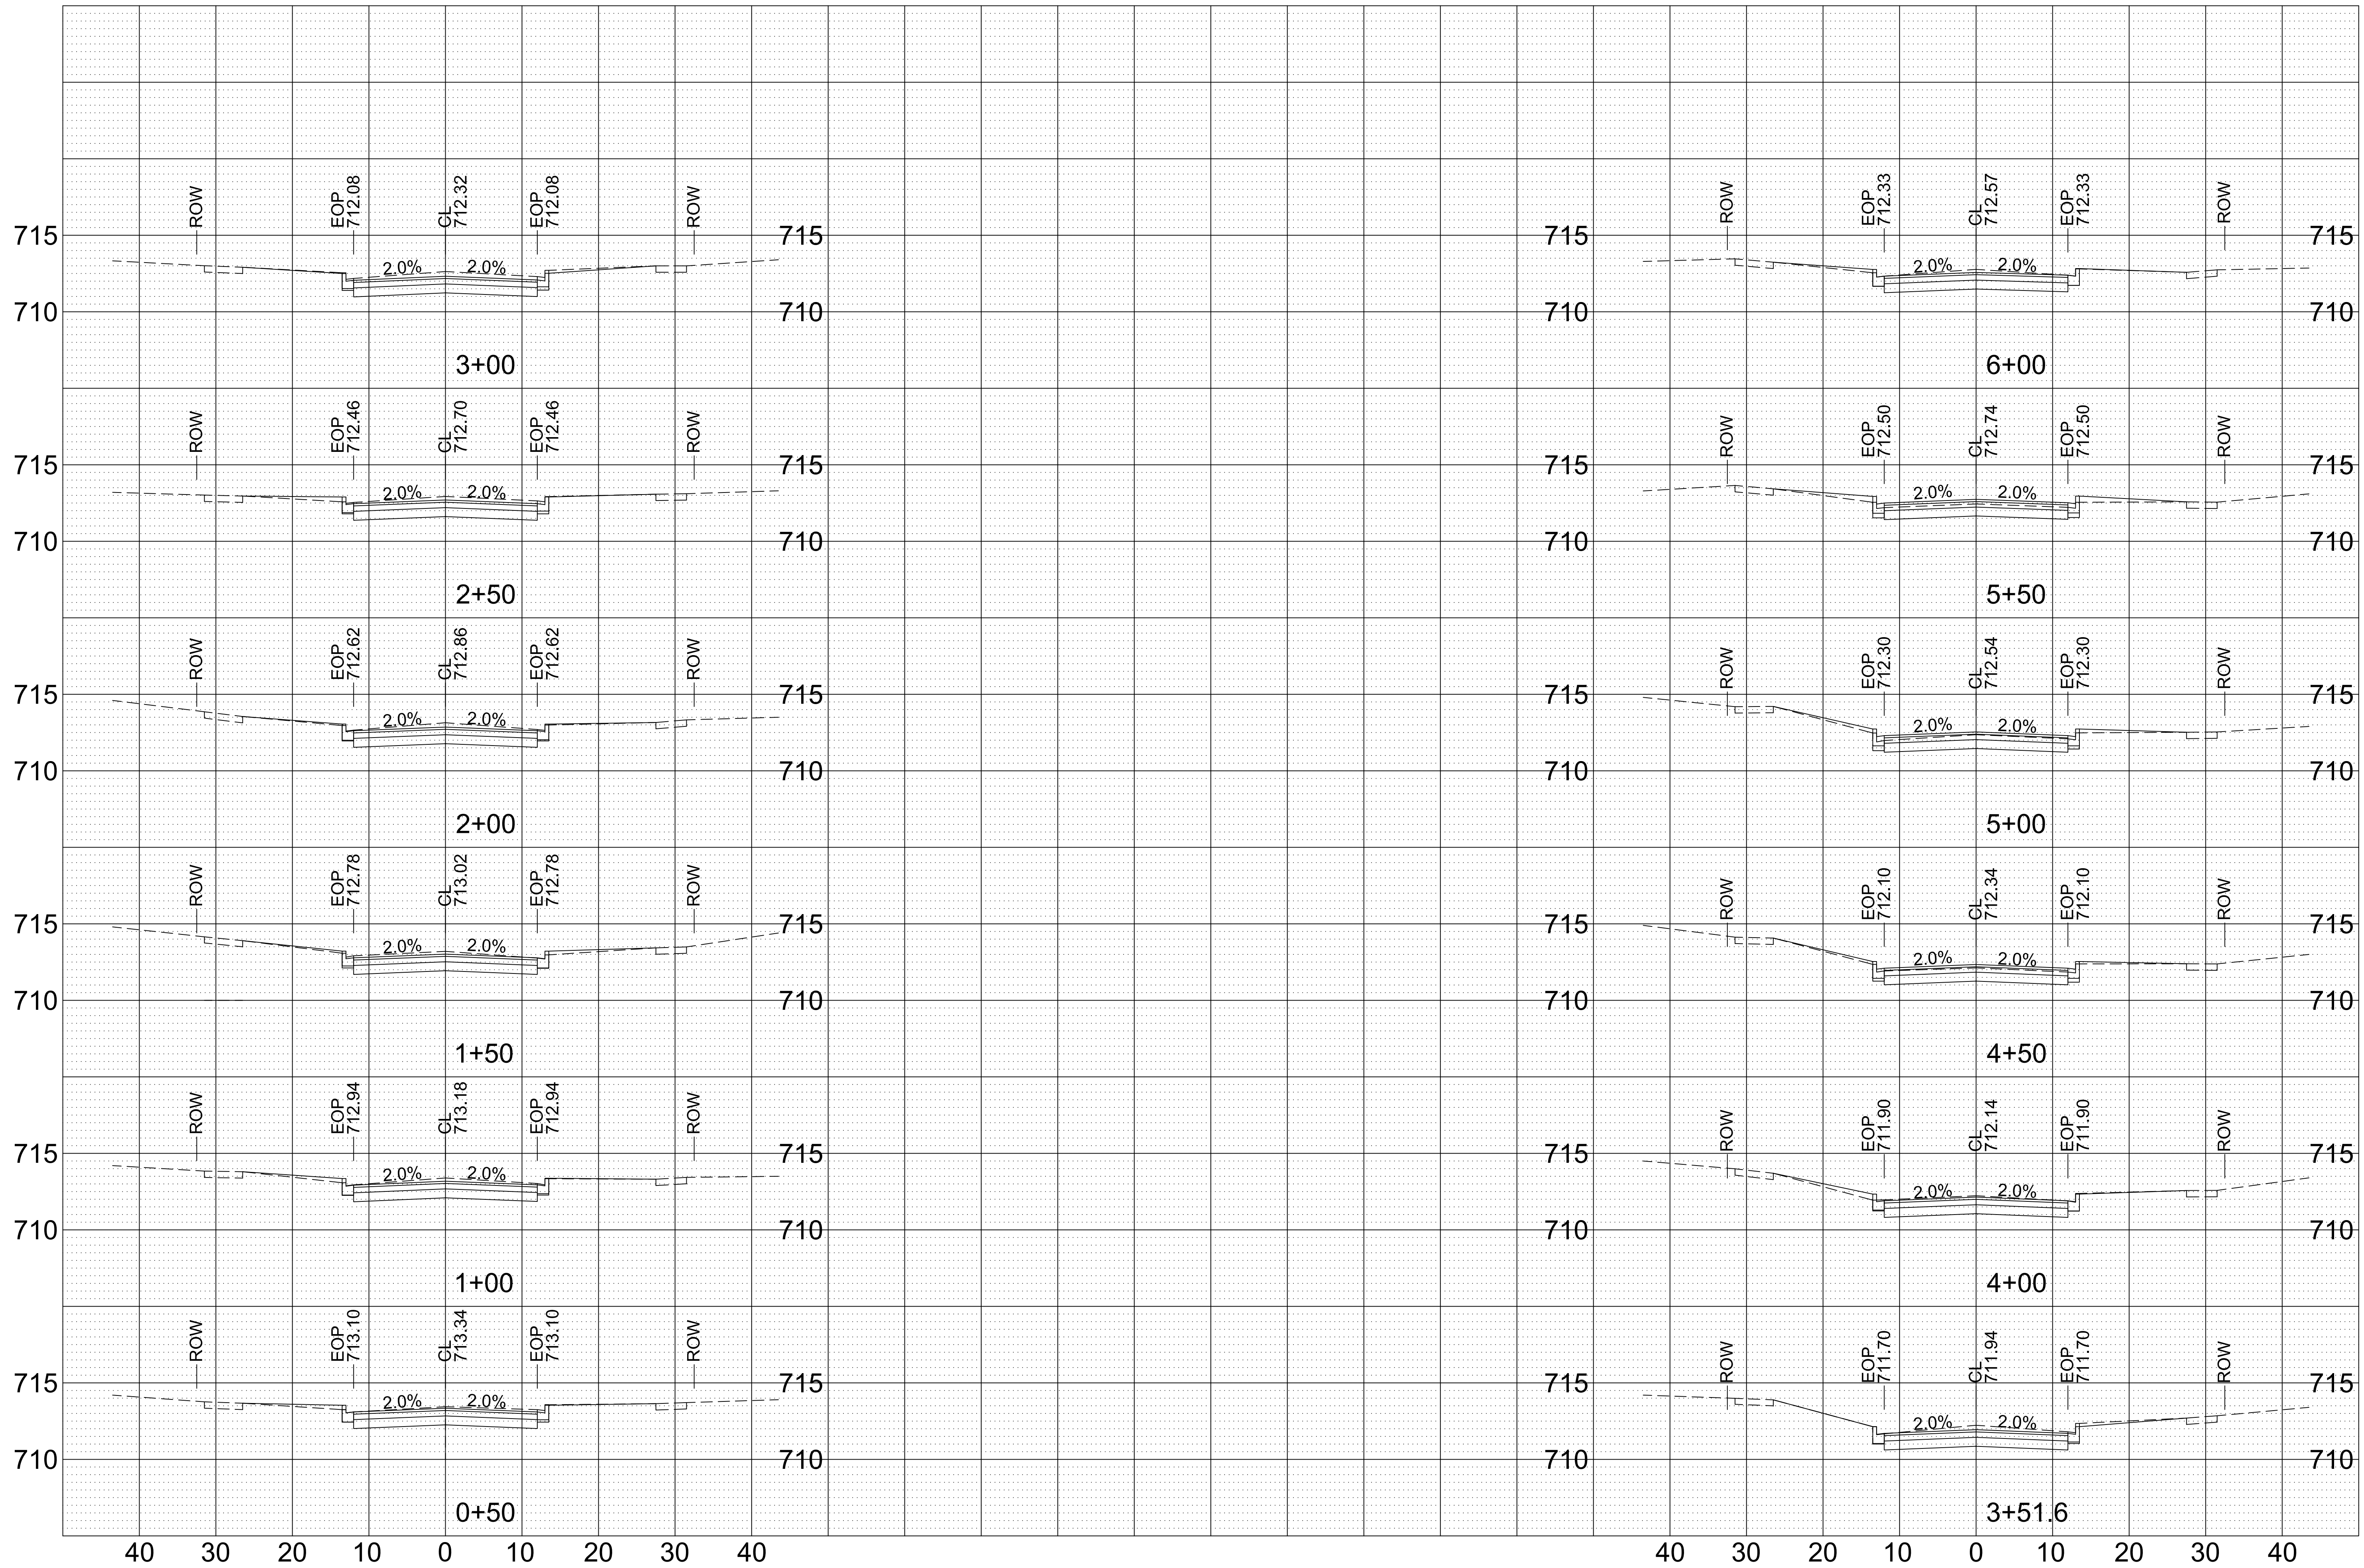 ROW
EOP
712.08
CL
712.32
EOP
712.08
ROW
ROW
EOP
712.33
CL
712.57
EOP
712.33
ROW
715 715 715 715
2.0% 2.0% 2.0% 2.0%
710 710 710 710
3+00 6+00
ROW
EOP
712.46
CL
712.70
EOP
712.46
ROW
ROW
EOP
712.50
CL
712.74
EOP
712.50
ROW
715 715 715 715
2.0% 2.0% 2.0% 2.0%
710 710 710 710
2+50 5+50
ROW
EOP
712.62
CL
712.86
EOP
712.62
ROW
ROW
EOP
712.30
CL
712.54
EOP
712.30
ROW
715 715 715 715
2.0% 2.0% 2.0% 2.0%
710 710 710 710
2+00 5+00
ROW
EOP
712.78
CL
713.02
EOP
712.78
ROW
ROW
EOP
712.10
CL
712.34
EOP
712.10
ROW
715 715 715 715
2.0% 2.0% 2.0% 2.0%
710 710 710 710
1+50 4+50
ROW
EOP
712.94
CL
713.18
EOP
712.94
ROW
ROW
EOP
711.90
CL
712.14
EOP
711.90
ROW
715 715 715 715
2.0% 2.0% 2.0% 2.0%
710 710 710 710
1+00 4+00
ROW
EOP
713.10
CL
713.34
EOP
713.10
ROW
ROW
EOP
711.70
CL
711.94
EOP
711.70
ROW
715 715 715 715
2.0% 2.0% 2.0% 2.0%
710 710 710 710
0+50 3+51.6
40 30 20 10 0 10 20 30 40 40 30 20 10 0 10 20 30 40